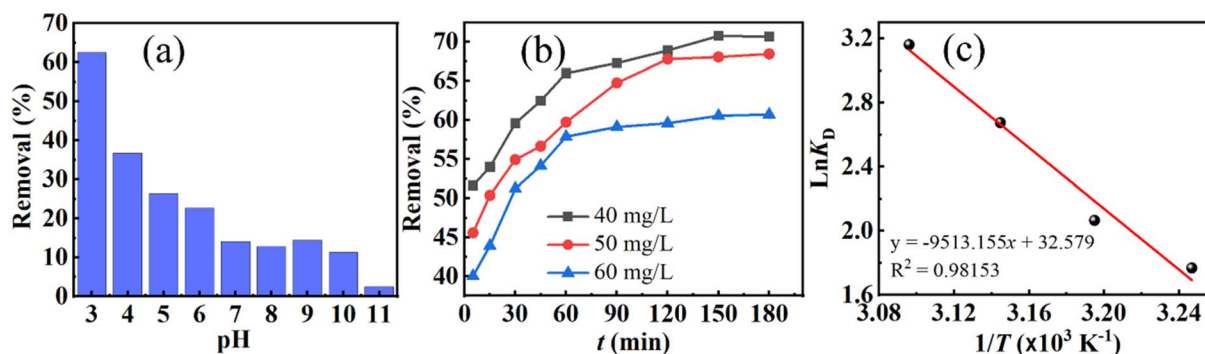 (a)
Removal (%)
70
60
50
40
30
20
10
0
3 4 5 6 7 8 9 10 11
pH
(b)
Removal (%)
70
65
60
55
50
45
40
40 mg/L
50 mg/L
60 mg/L
0 30 60 90 120 150 180
t (min)
(c)
LnK_D
3.2
2.8
2.4
2.0
1.6
y = -9513.155x + 32.579
R² = 0.98153
3.08 3.12 3.16 3.20 3.24
1/T (x10³ K⁻¹)